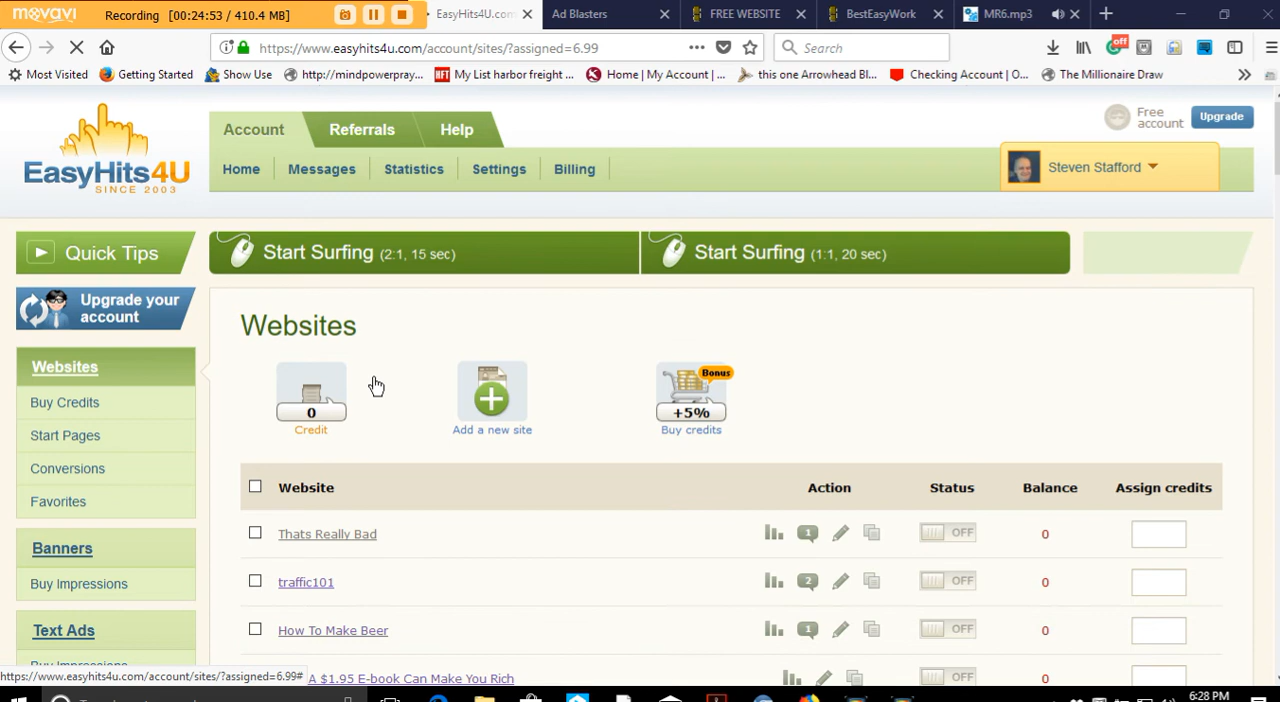 movavi Recording (00:24:53 / 410.4 MB)
EasyHits4U.com:
Ad Blasters
FREE WEBSITE
BestEasyWork
MR6.mp3
https://www.easyhits4u.com/account/sites/?assigned=6.99
Search
off
Most Visited
Getting Started
Show Use
http://mindpowerpray...
HFT My List harbor freight ...
Home | My Account | ...
this one Arrowhead Bl...
Checking Account | O...
The Millionaire Draw
EasyHits4U
SINCE 2003
Account
Referrals
Help
Free account
Upgrade
Home
Messages
Statistics
Settings
Billing
Steven Stafford
Quick Tips
Start Surfing (2:1, 15 sec)
Start Surfing (1:1, 20 sec)
Upgrade your
account
Websites
Buy Credits
Start Pages
Conversions
Favorites
Banners
Buy Impressions
Text Ads
Websites
0
Credit
Add a new site
Bonus
+5%
Buy credits
Website Action Status Balance Assign credits
Thats Really Bad 1 OFF 0
traffic101 2 OFF 0
How To Make Beer 1 OFF 0
A $1.95 E-book Can Make You Rich OFF 0
https://www.easyhits4u.com/account/sites/?assigned=6.99#
6:28 PM